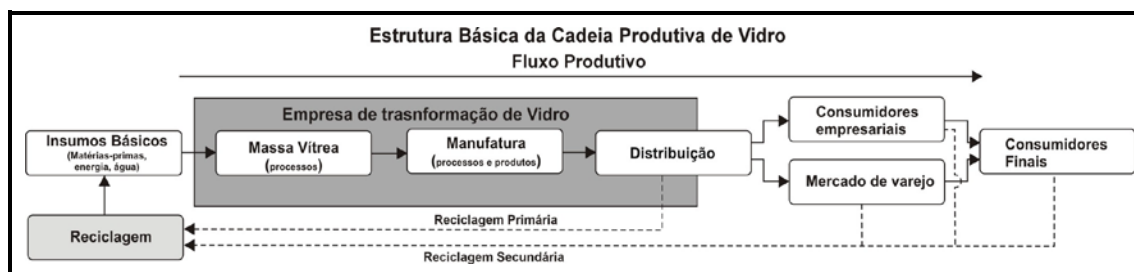 Estrutura Básica da Cadeia Produtiva de Vidro
Fluxo Produtivo
Empresa de trasnformação de Vidro
Insumos Básicos
(Matérias-primas,
energia, água)
Massa Vítrea
(processos)
Manufatura
(processos e produtos)
Distribuição
Consumidores
empresariais
Mercado de varejo
Consumidores
Finais
Reciclagem Primária
Reciclagem
Reciclagem Secundária